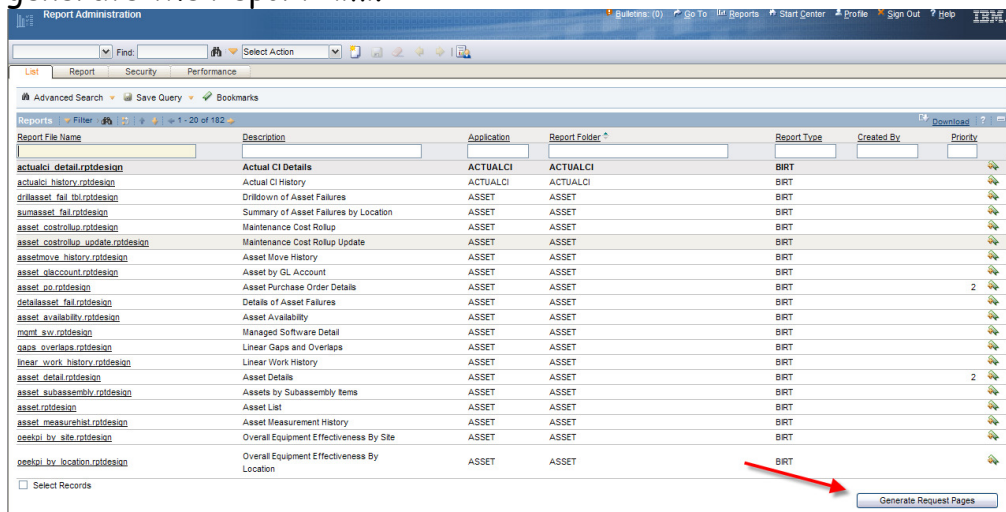 Report Administration
Bulletins: (0) Go To Reports Start Center Profile Sign Out ? Help IBM
Find: Select Action
List Report Security Performance
Advanced Search Save Query Bookmarks
Reports Filter 1 - 20 of 182 Download ?
Report File Name Description Application Report Folder Report Type Created By Priority
actualci_detail.rptdesign Actual CI Details ACTUALCI ACTUALCI BIRT
actualci_history.rptdesign Actual CI History ACTUALCI ACTUALCI BIRT
drillasset_fail_tbl.rptdesign Drilldown of Asset Failures ASSET ASSET BIRT
sumasset_fail.rptdesign Summary of Asset Failures by Location ASSET ASSET BIRT
asset_costrollup.rptdesign Maintenance Cost Rollup ASSET ASSET BIRT
asset_costrollup_update.rptdesign Maintenance Cost Rollup Update ASSET ASSET BIRT
assetmove_history.rptdesign Asset Move History ASSET ASSET BIRT
asset_glaccount.rptdesign Asset by GL Account ASSET ASSET BIRT
asset_po.rptdesign Asset Purchase Order Details ASSET ASSET BIRT 2
detailasset_fail.rptdesign Details of Asset Failures ASSET ASSET BIRT
asset_availability.rptdesign Asset Availability ASSET ASSET BIRT
mgmt_sw.rptdesign Managed Software Detail ASSET ASSET BIRT
gaps_overlaps.rptdesign Linear Gaps and Overlaps ASSET ASSET BIRT
linear_work_history.rptdesign Linear Work History ASSET ASSET BIRT
asset_detail.rptdesign Asset Details ASSET ASSET BIRT 2
asset_subassembly.rptdesign Assets by Subassembly Items ASSET ASSET BIRT
asset.rptdesign Asset List ASSET ASSET BIRT
asset_measurehist.rptdesign Asset Measurement History ASSET ASSET BIRT
oeekpi_by_site.rptdesign Overall Equipment Effectiveness By Site ASSET ASSET BIRT
oeekpi_by_location.rptdesign Overall Equipment Effectiveness By Location ASSET ASSET BIRT
Select Records
Generate Request Pages